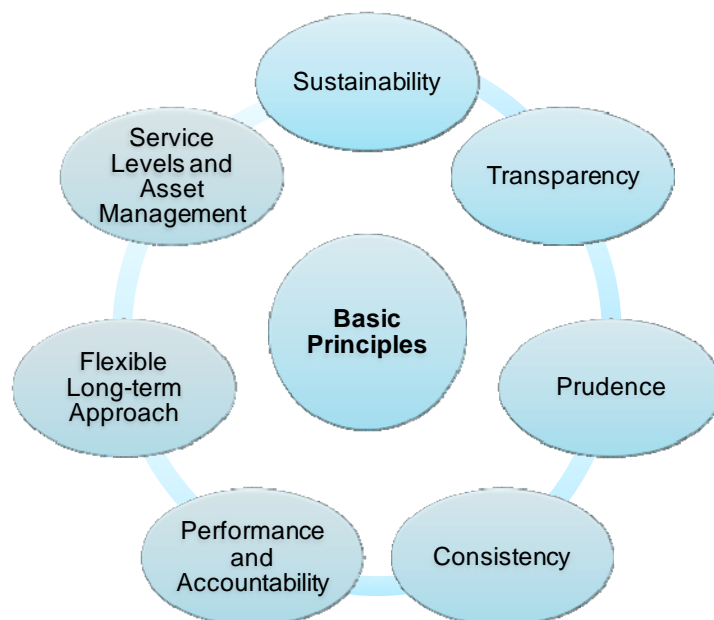 Sustainability
Transparency
Prudence
Consistency
Performance
and
Accountability
Flexible
Long-term
Approach
Service
Levels and
Asset
Management
Basic
Principles